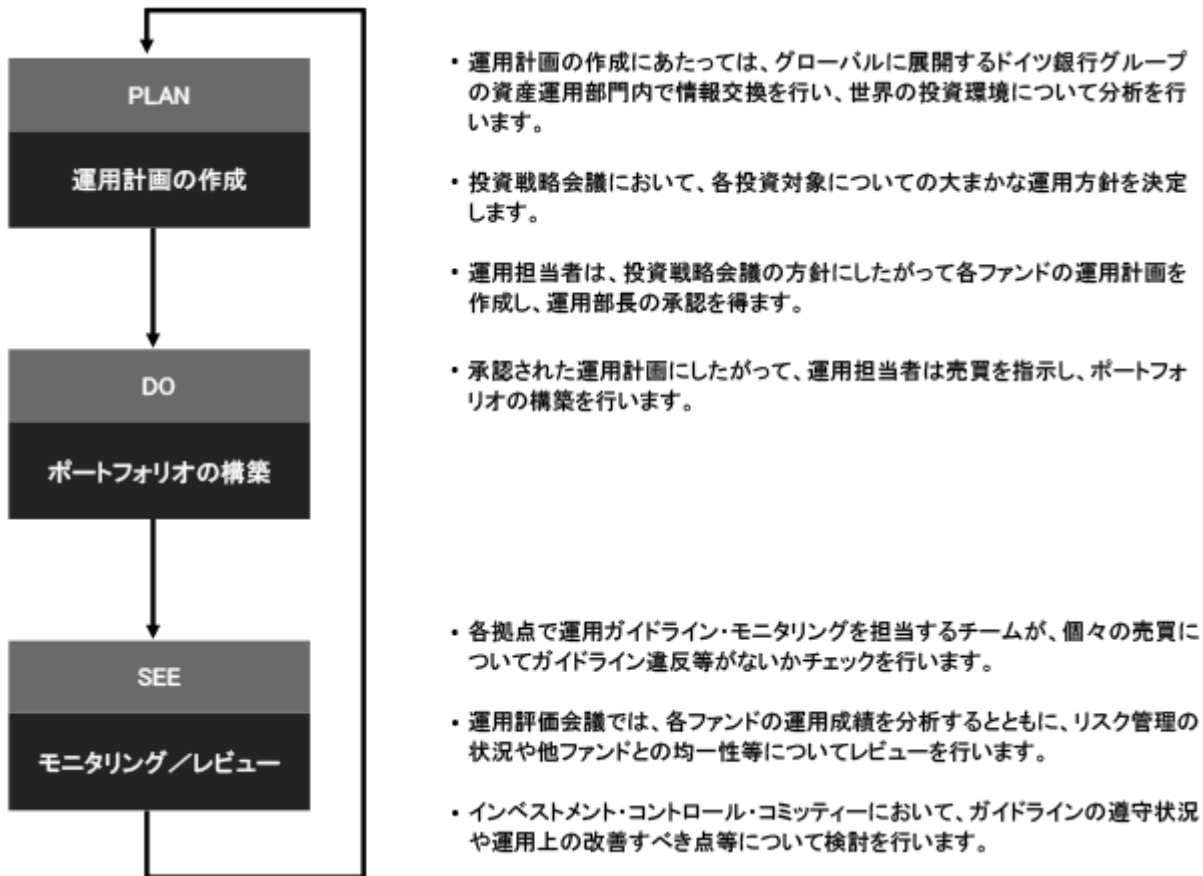 PLAN
運用計画の作成
・運用計画の作成にあたっては、グローバルに展開するドイツ銀行グループ
の資産運用部門内で情報交換を行い、世界の投資環境について分析を行
います。
・投資戦略会議において、各投資対象についての大まかな運用方針を決定
します。
・運用担当者は、投資戦略会議の方針にしたがって各ファンドの運用計画を
作成し、運用部長の承認を得ます。
DO
ポートフォリオの構築
・承認された運用計画にしたがって、運用担当者は売買を指示し、ポートフォ
リオの構築を行います。
SEE
モニタリング／レビュー
・各拠点で運用ガイドライン・モニタリングを担当するチームが、個々の売買に
ついてガイドライン違反等がないかチェックを行います。
・運用評価会議では、各ファンドの運用成績を分析するとともに、リスク管理の
状況や他ファンドとの均一性等についてレビューを行います。
・インベストメント・コントロール・コミッティーにおいて、ガイドラインの遵守状況
や運用上の改善すべき点等について検討を行います。